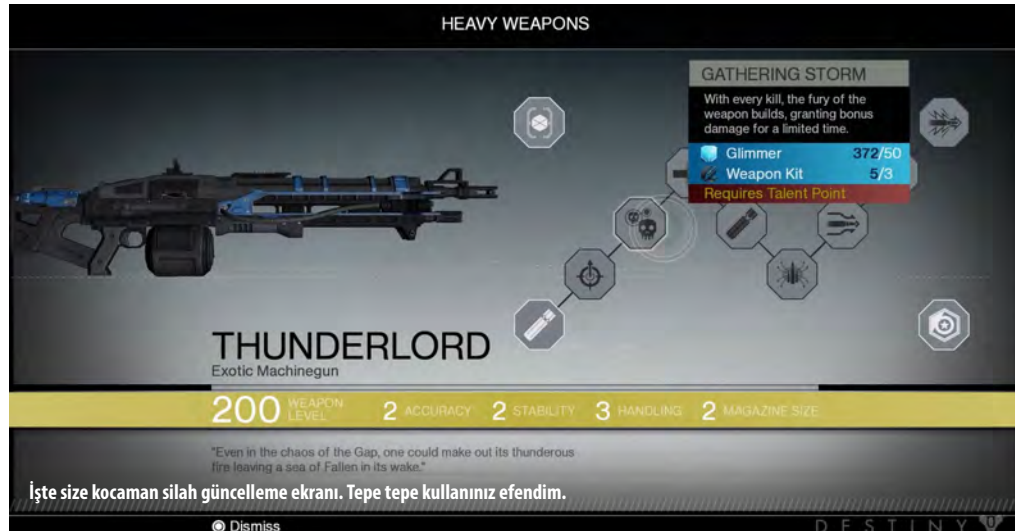 HEAVY WEAPONS
GATHERING STORM
With every kill, the fury of the
weapon builds, granting bonus
damage for a limited time.
Glimmer 372/50
Weapon Kit 5/3
Requires Talent Point
THUNDERLORD
Exotic Machinegun
200 WEAPON LEVEL 2 ACCURACY 2 STABILITY 3 HANDLING 2 MAGAZINE SIZE
"Even in the chaos of the Gap, one could make out its thunderous
fire leaving a sea of Fallen in its wake."
İşte size kocaman silah güncelleme ekranı. Tepe tepe kullanınız efendim.
Dismiss
DESTINY